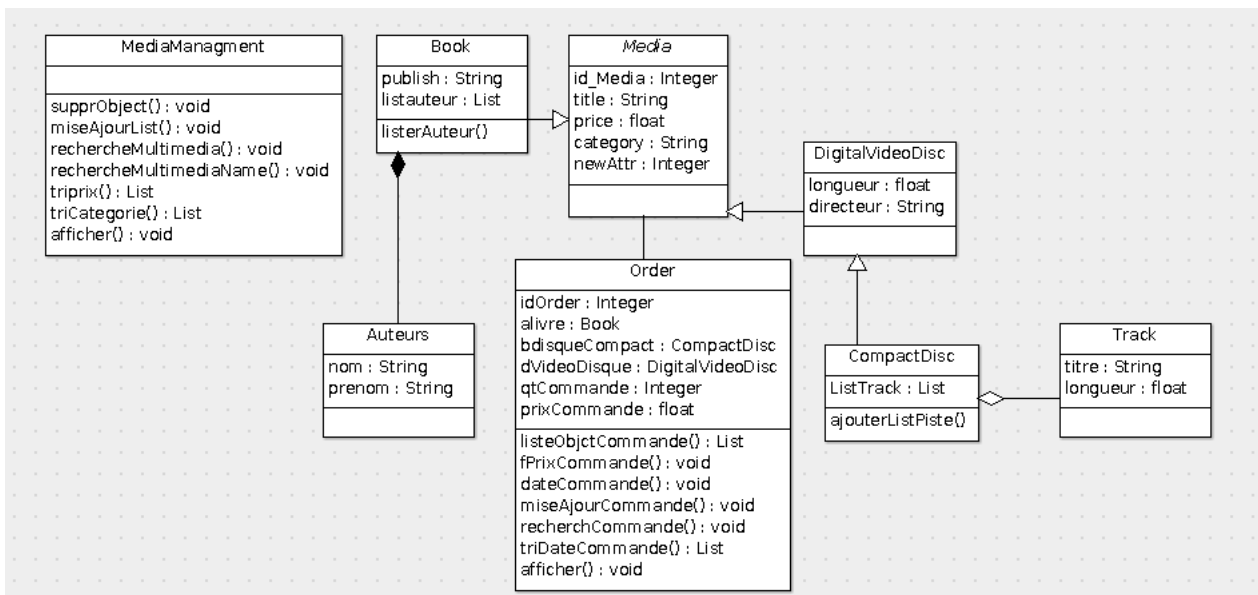 MediaManagment
supprObject() : void
miseAjourList() : void
rechercheMultimedia() : void
rechercheMultimediaName() : void
triprix() : List
triCategorie() : List
afficher() : void
Book
publish : String
listauteur : List
listerAuteur()
Media
id_Media : Integer
title : String
price : float
category : String
newAttr : Integer
DigitalVideoDisc
longueur : float
directeur : String
Order
idOrder : Integer
alivre : Book
bdisqueCompact : CompactDisc
dVideoDisque : DigitalVideoDisc
qtCommande : Integer
prixCommande : float
listeObjctCommande() : List
fPrixCommande() : void
dateCommande() : void
miseAjourCommande() : void
recherchCommande() : void
triDateCommande() : List
afficher() : void
Auteurs
nom : String
prenom : String
CompactDisc
ListTrack : List
ajouterListPiste()
Track
titre : String
longueur : float